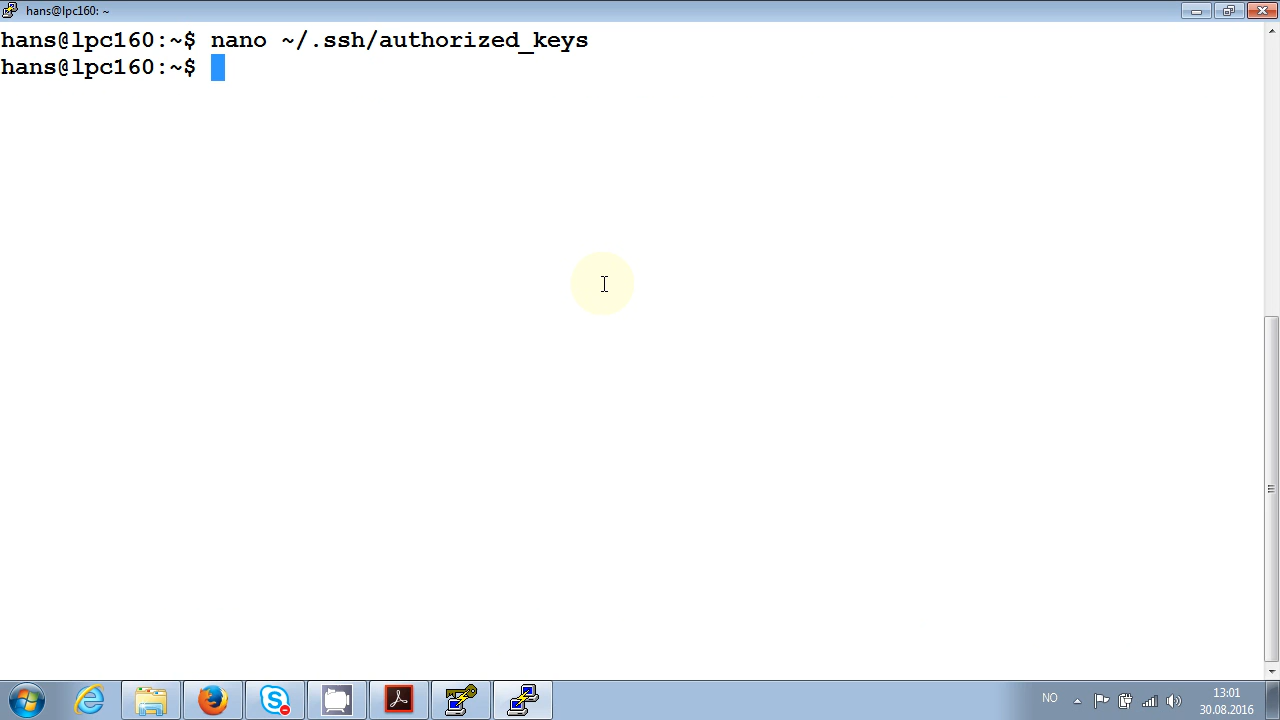 hans@lpc160: ~
hans@lpc160:~$ nano ~/.ssh/authorized_keys
hans@lpc160:~$
NO
13:01
30.08.2016